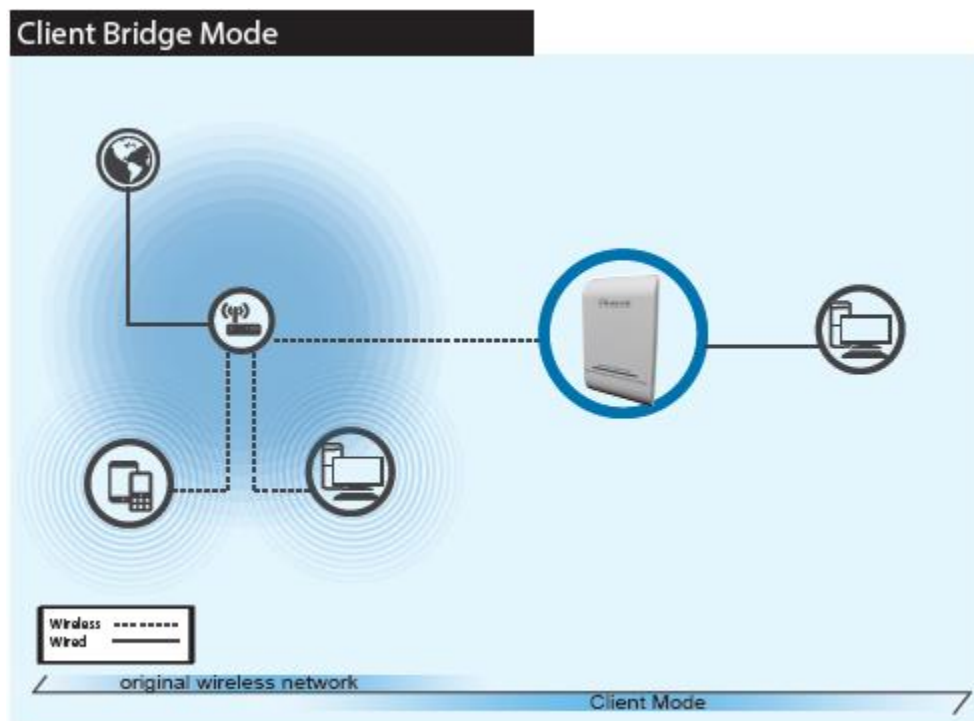 Client Bridge Mode
Wireless
Wired
original wireless network
Client Mode